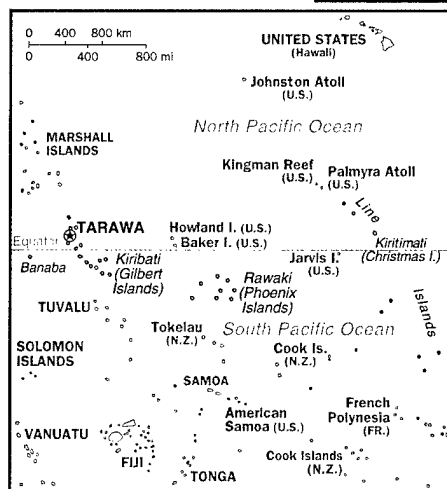 0 400 800 km
0 400 800 mi
UNITED STATES
(Hawaii)
Johnston Atoll
(U.S.)
North Pacific Ocean
MARSHALL
ISLANDS
Kingman Reef
(U.S.)
Palmyra Atoll
(U.S.)
Line
TARAWA
Howland I. (U.S.)
Baker I. (U.S.)
Equator
Kiritimati
(Christmas I.)
Jarvis I.
(U.S.)
Banaba
Kiribati
(Gilbert
Islands)
Rawaki
(Phoenix
Islands)
Islands
TUVALU
Tokelau
(N.Z.)
South Pacific Ocean
SOLOMON
ISLANDS
Cook Is.
(N.Z.)
SAMOA
American
Samoa (U.S.)
French
Polynesia
(FR.)
VANUATU
FIJI
TONGA
Cook Islands
(N.Z.)